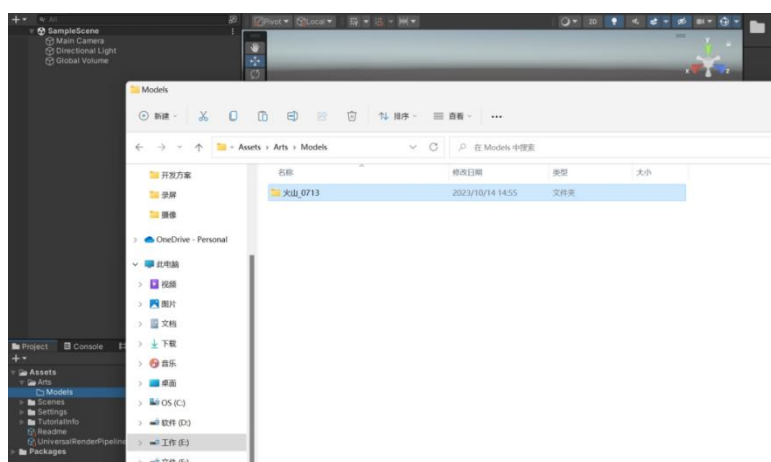 All
SampleScene
Main Camera
Directional Light
Global Volume
Pivot
Local
2D
y
x
z
Models
新建
排序
查看
Assets › Arts › Models
在 Models 中搜索
名称
修改日期
类型
大小
火山_0713
2023/10/14 14:55
文件夹
开发方案
录屏
摄像
OneDrive - Personal
此电脑
视频
图片
文档
下载
音乐
桌面
OS (C:)
软件 (D:)
工作 (E:)
Project
Console
Assets
Arts
Models
Scenes
Settings
TutorialInfo
Readme
UniversalRenderPipeline
Packages